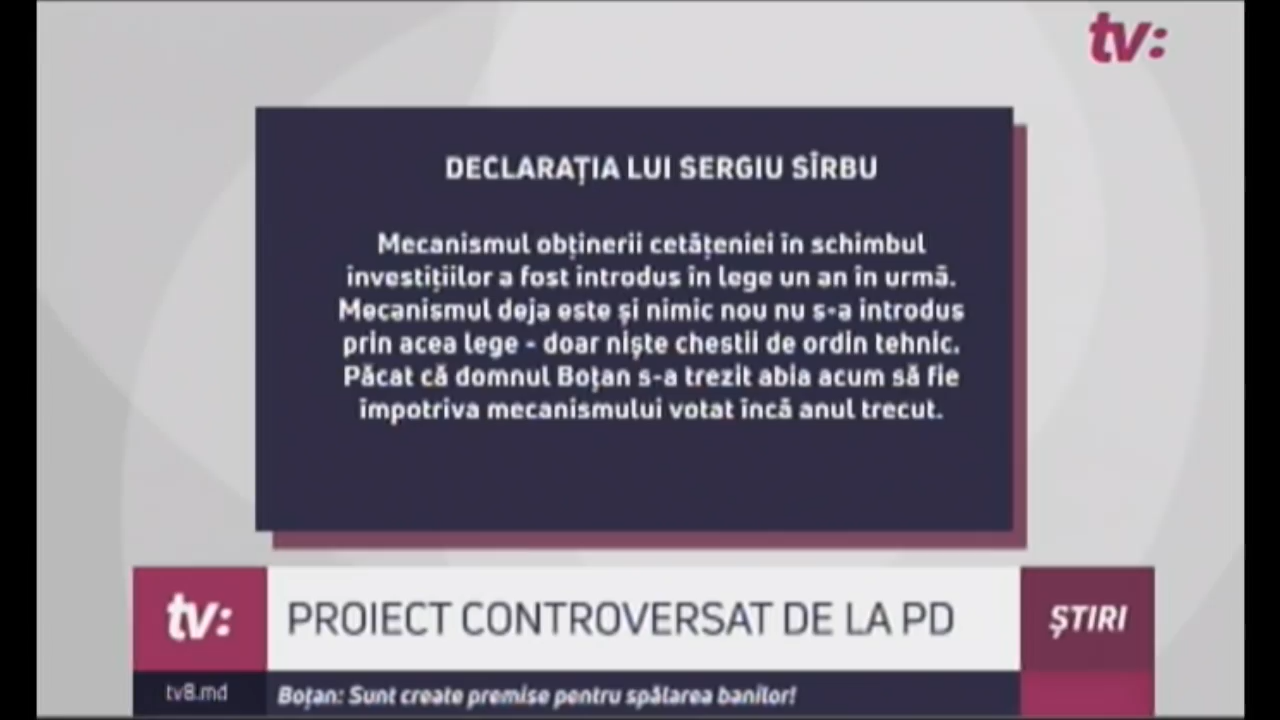 tv:
DECLARAȚIA LUI SERGIU SÎRBU
Mecanismul obținerii cetățeniei în schimbul
investițiilor a fost introdus în lege un an în urmă.
Mecanismul deja este și nimic nou nu s-a introdus
prin acea lege - doar niște chestii de ordin tehnic.
Păcat că domnul Boțan s-a trezit abia acum să fie
împotriva mecanismului votat încă anul trecut.
tv:
PROIECT CONTROVERSAT DE LA PD
ȘTIRI
tv8.md
Boțan: Sunt create premise pentru spălarea banilor!